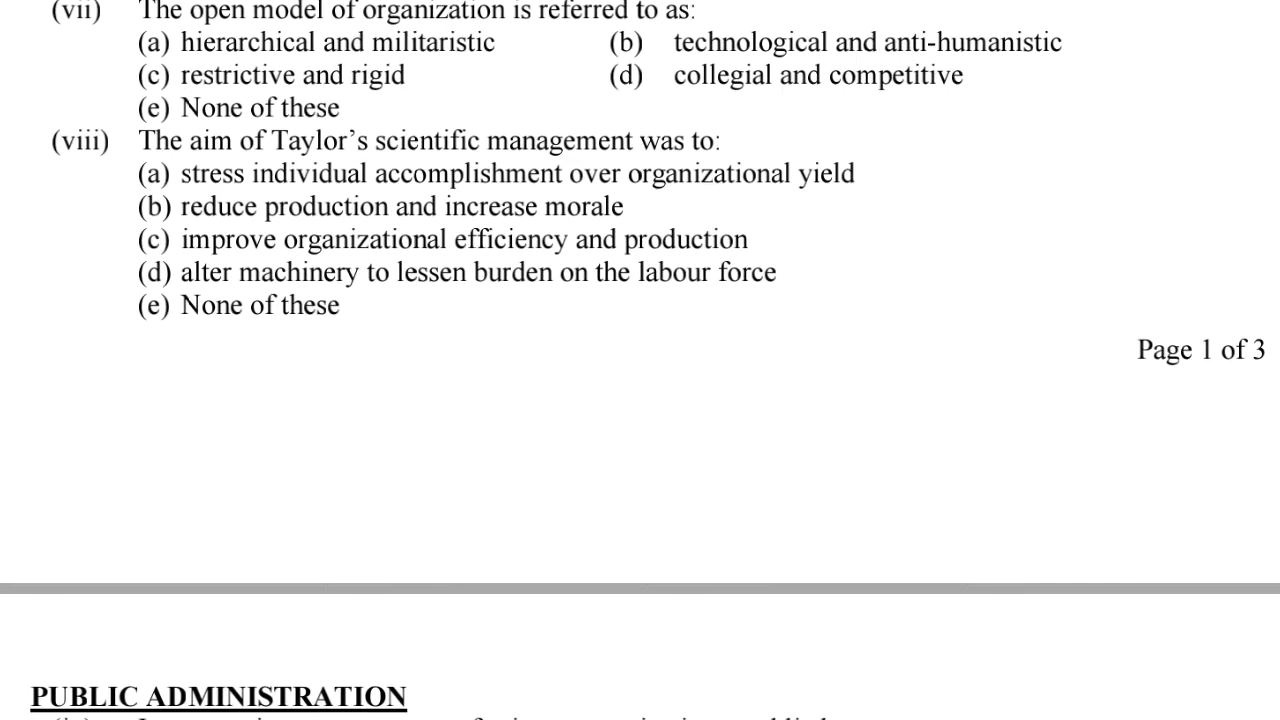 (vii) The open model of organization is referred to as:
(a) hierarchical and militaristic (b) technological and anti-humanistic
(c) restrictive and rigid (d) collegial and competitive
(e) None of these
(viii) The aim of Taylor’s scientific management was to:
(a) stress individual accomplishment over organizational yield
(b) reduce production and increase morale
(c) improve organizational efficiency and production
(d) alter machinery to lessen burden on the labour force
(e) None of these
Page 1 of 3
PUBLIC ADMINISTRATION